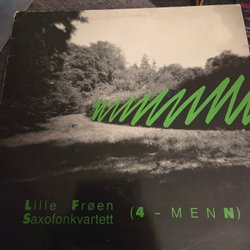 Lille Frøen (4-MENN)
Saxofonkvartett